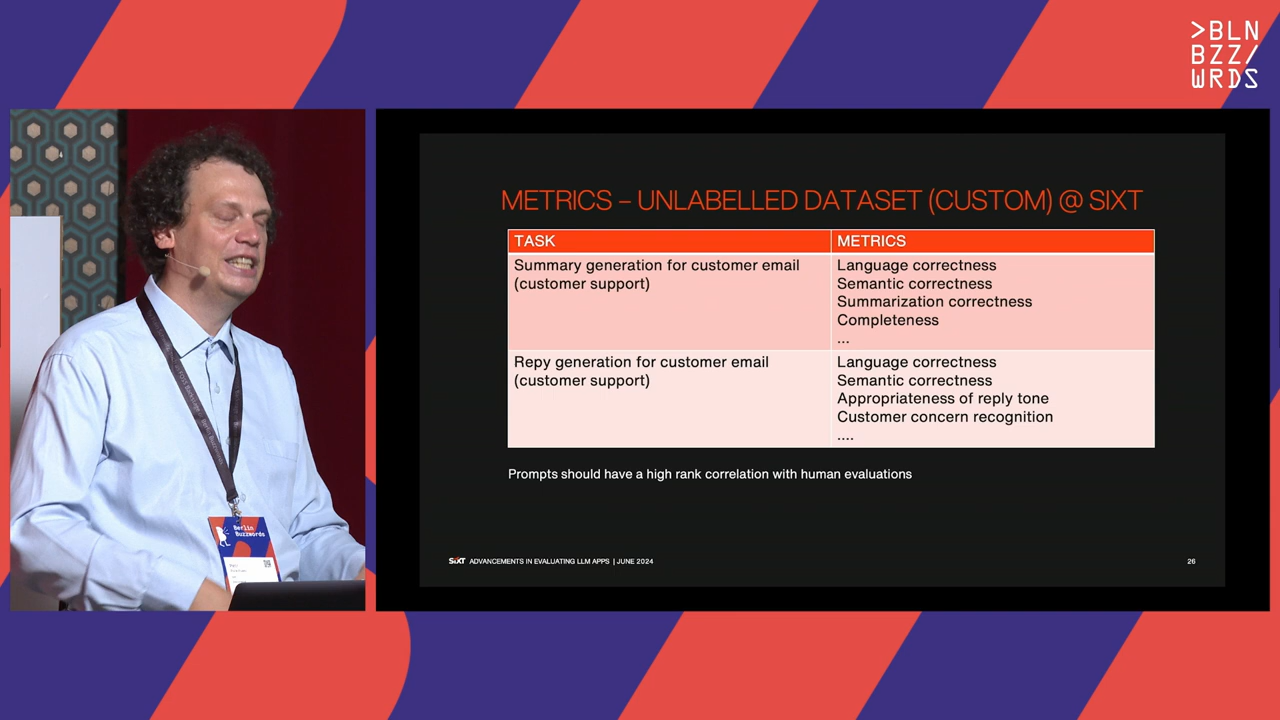 >BLN
BZZ/
WRDS
METRICS – UNLABELLED DATASET (CUSTOM) @ SIXT
TASK
METRICS
Summary generation for customer email
(customer support)
Language correctness
Semantic correctness
Summarization correctness
Completeness
...
Repy generation for customer email
(customer support)
Language correctness
Semantic correctness
Appropriateness of reply tone
Customer concern recognition
....
Prompts should have a high rank correlation with human evaluations
SIXT ADVANCEMENTS IN EVALUATING LLM APPS | JUNE 2024
26
Berlin
Buzzwords